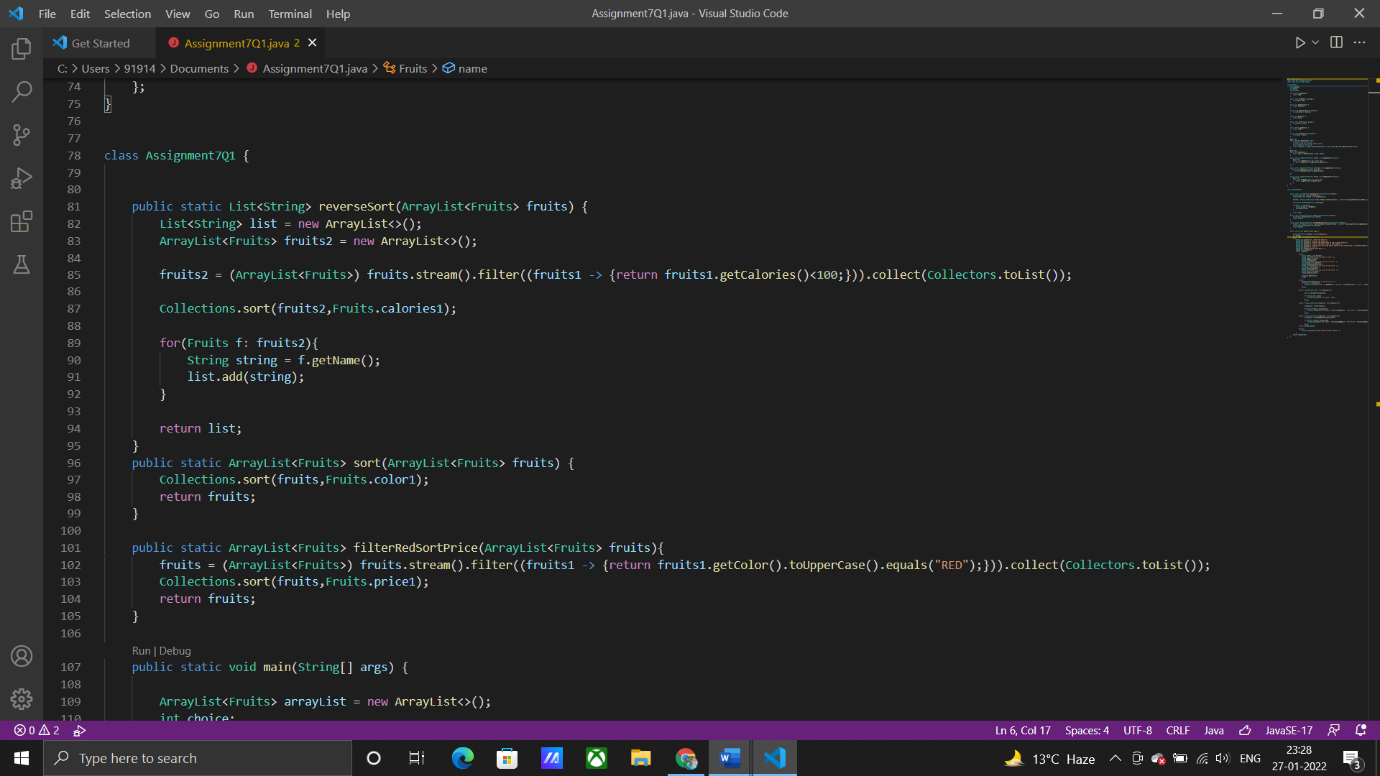 File Edit Selection View Go Run Terminal Help
Assignment7Q1.java - Visual Studio Code
Get Started
Assignment7Q1.java 2
C: > Users > 91914 > Documents > Assignment7Q1.java > Fruits > name
74 };
75 }
76
77
78 class Assignment7Q1 {
79
80
81 public static List<String> reverseSort(ArrayList<Fruits> fruits) {
82 List<String> list = new ArrayList<>();
83 ArrayList<Fruits> fruits2 = new ArrayList<>();
84
85 fruits2 = (ArrayList<Fruits>) fruits.stream().filter((fruits1 -> {return fruits1.getCalories()<100;})).collect(Collectors.toList());
86
87 Collections.sort(fruits2,Fruits.calories1);
88
89 for(Fruits f: fruits2){
90 String string = f.getName();
91 list.add(string);
92 }
93
94 return list;
95 }
96 public static ArrayList<Fruits> sort(ArrayList<Fruits> fruits) {
97 Collections.sort(fruits,Fruits.color1);
98 return fruits;
99 }
100
101 public static ArrayList<Fruits> filterRedSortPrice(ArrayList<Fruits> fruits){
102 fruits = (ArrayList<Fruits>) fruits.stream().filter((fruits1 -> {return fruits1.getColor().toUpperCase().equals("RED");})).collect(Collectors.toList());
103 Collections.sort(fruits,Fruits.price1);
104 return fruits;
105 }
106
Run | Debug
107 public static void main(String[] args) {
108
109 ArrayList<Fruits> arrayList = new ArrayList<>();
110 int choice;
0 2
Ln 6, Col 17 Spaces: 4 UTF-8 CRLF Java JavaSE-17
Type here to search
13°C Haze ENG
23:28
27-01-2022
3